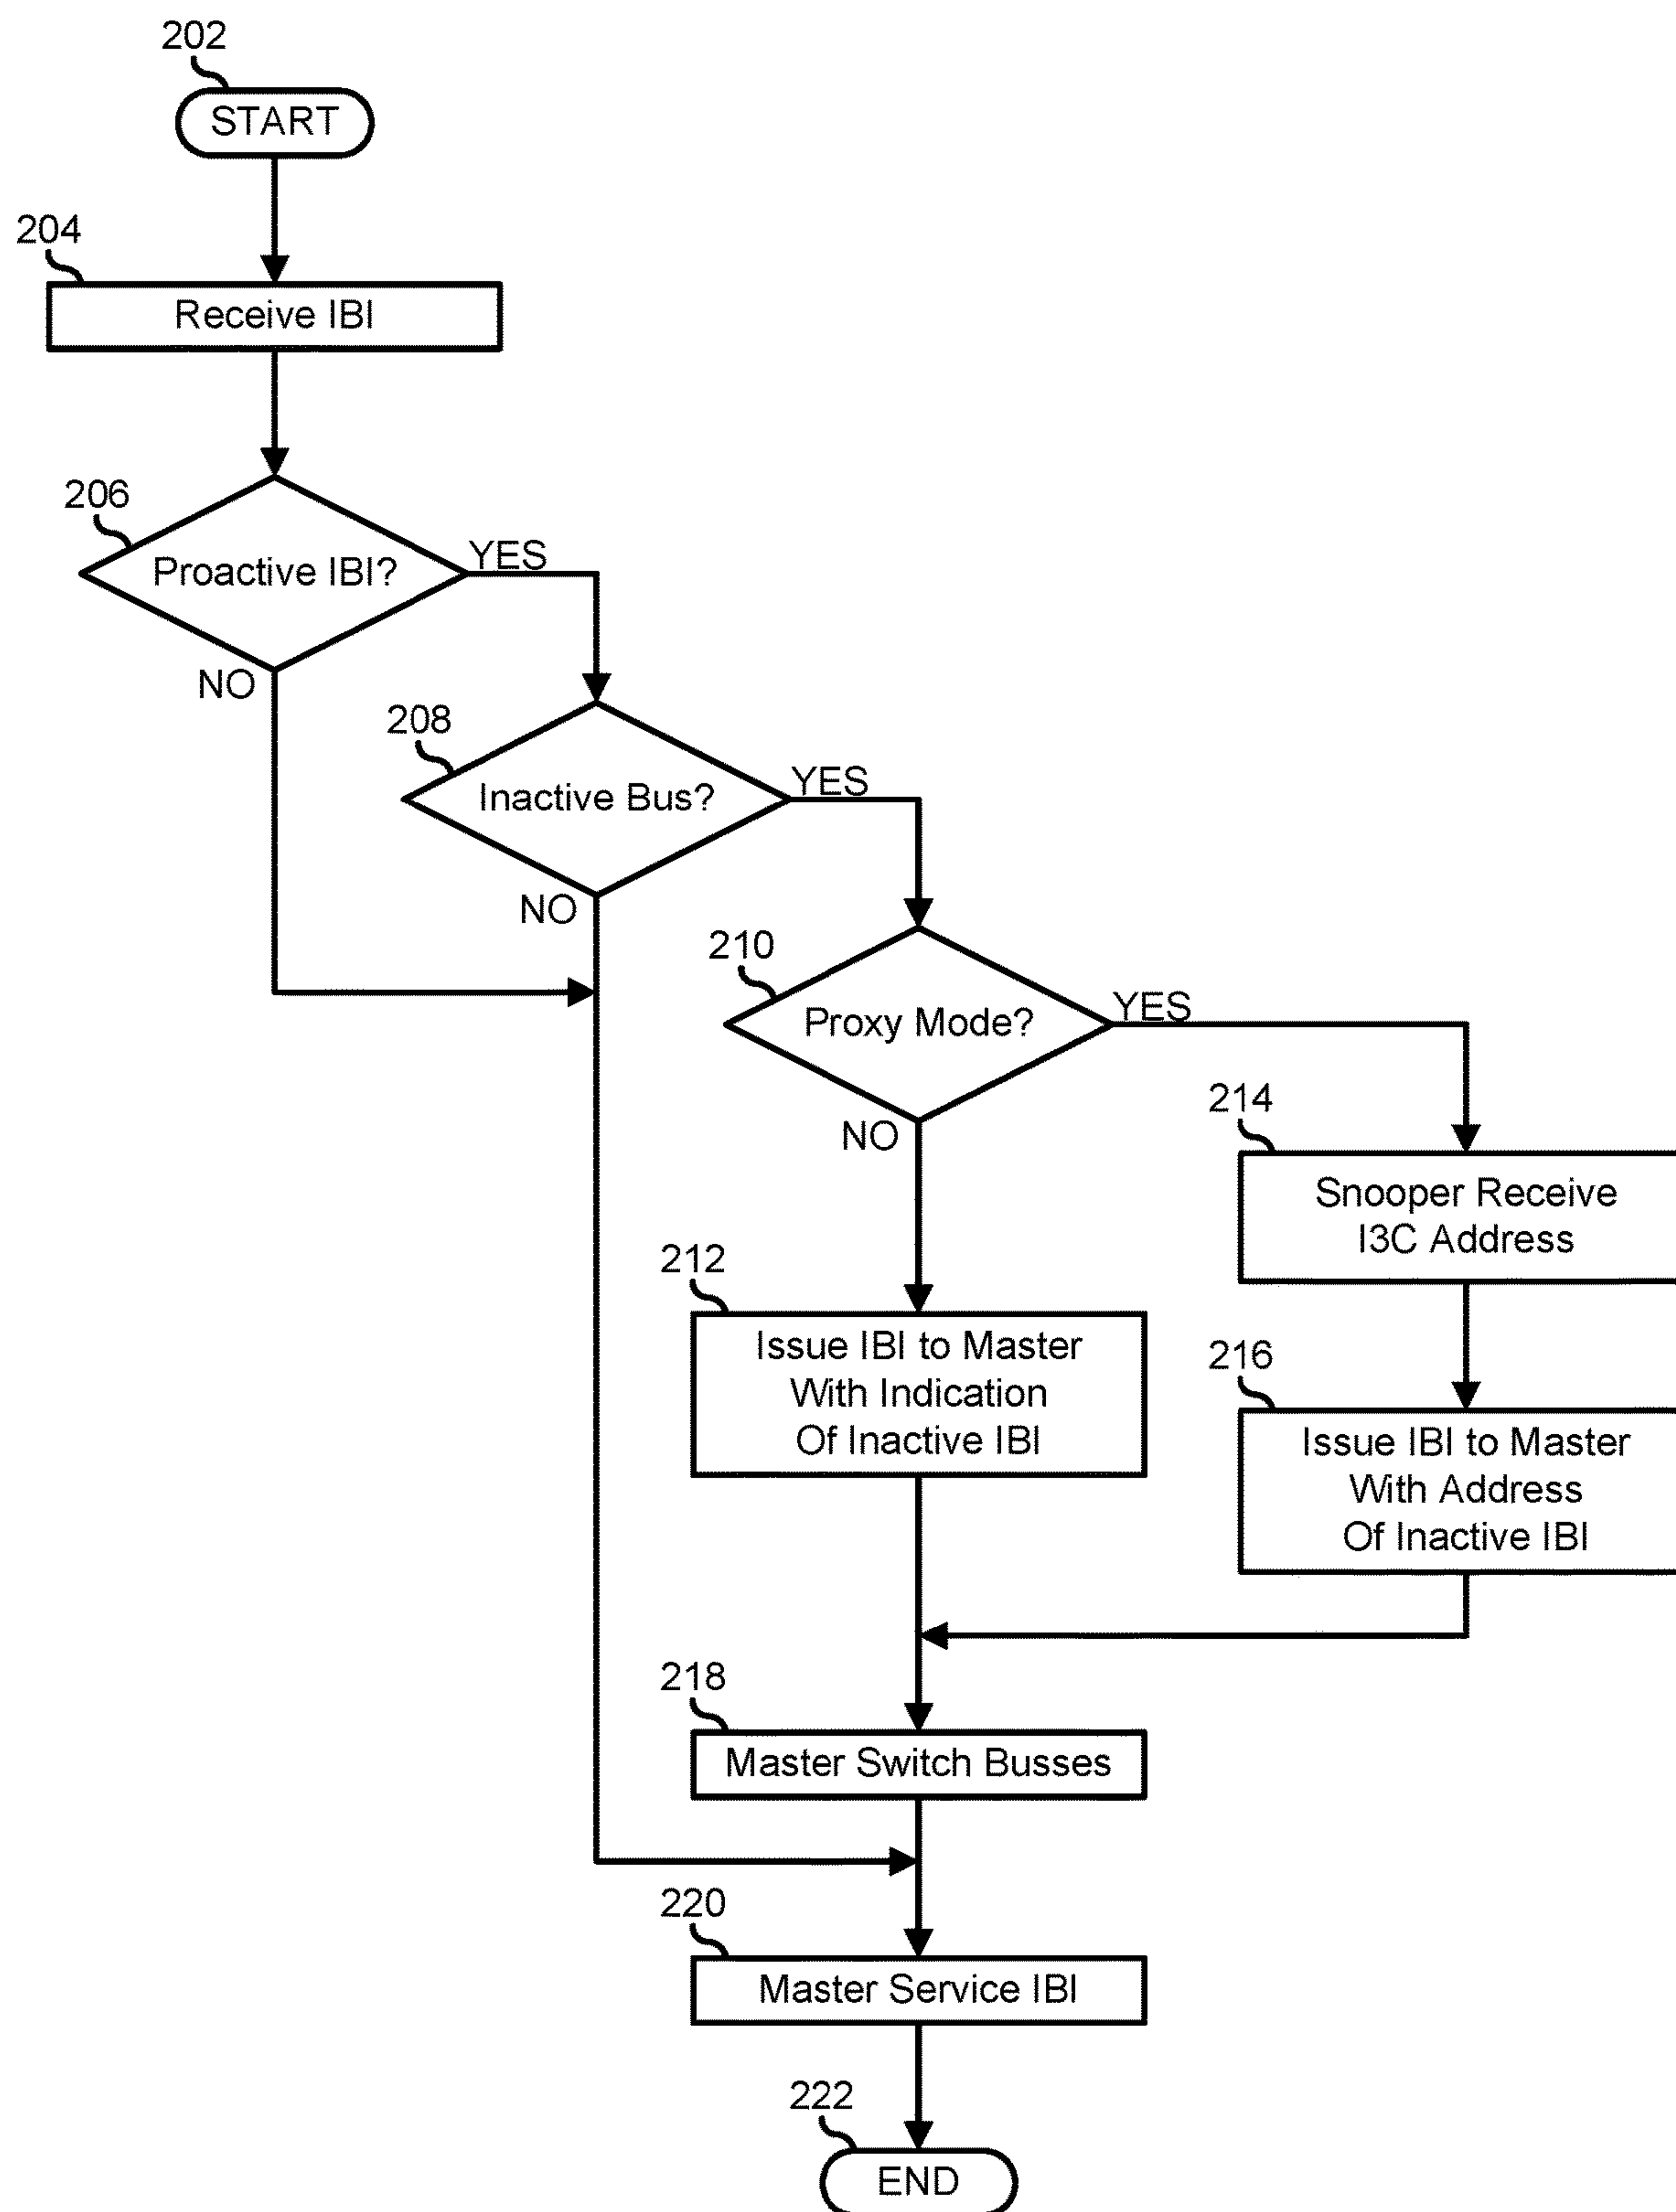 202
START
204
Receive IBI
206
Proactive IBI?
YES
NO
208
Inactive Bus?
YES
NO
210
Proxy Mode?
YES
NO
214
Snooper Receive
I3C Address
212
Issue IBI to Master
With Indication
Of Inactive IBI
216
Issue IBI to Master
With Address
Of Inactive IBI
218
Master Switch Busses
220
Master Service IBI
222
END